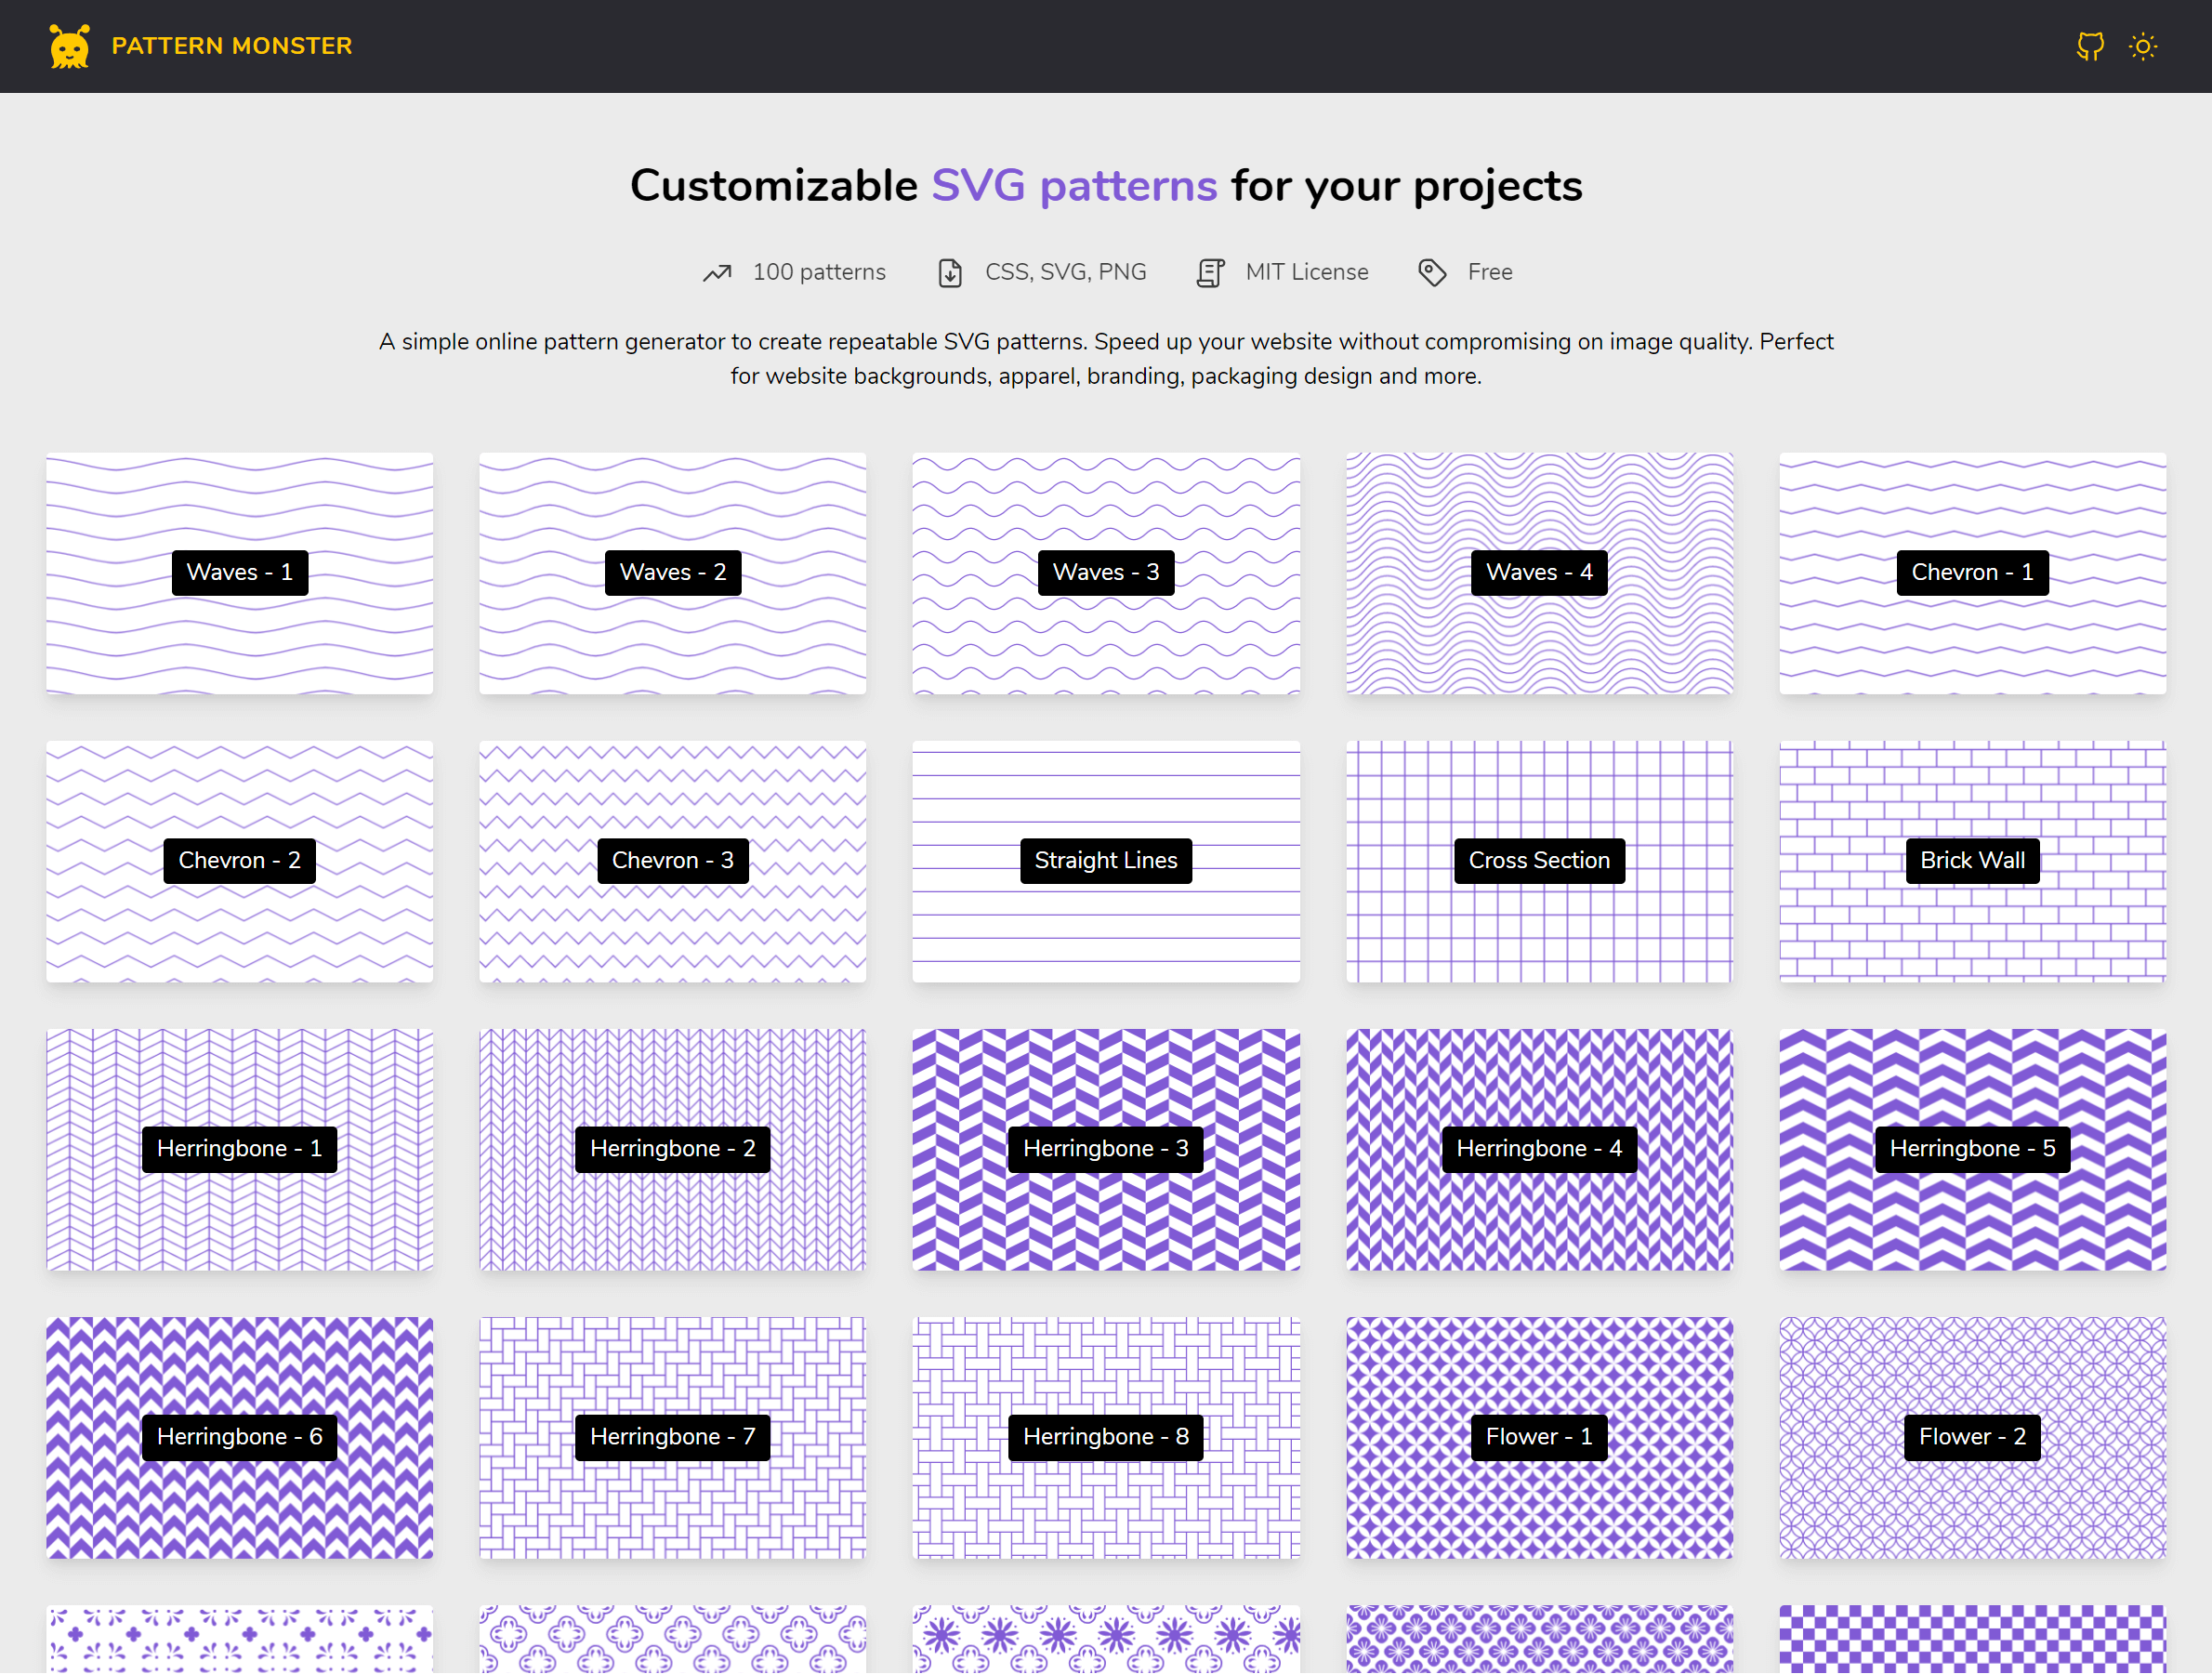 PATTERN MONSTER
Customizable SVG patterns for your projects
100 patterns
CSS, SVG, PNG
MIT License
Free
A simple online pattern generator to create repeatable SVG patterns. Speed up your website without compromising on image quality. Perfect
for website backgrounds, apparel, branding, packaging design and more.
Waves - 1
Waves - 2
Waves - 3
Waves - 4
Chevron - 1
Chevron - 2
Chevron - 3
Straight Lines
Cross Section
Brick Wall
Herringbone - 1
Herringbone - 2
Herringbone - 3
Herringbone - 4
Herringbone - 5
Herringbone - 6
Herringbone - 7
Herringbone - 8
Flower - 1
Flower - 2